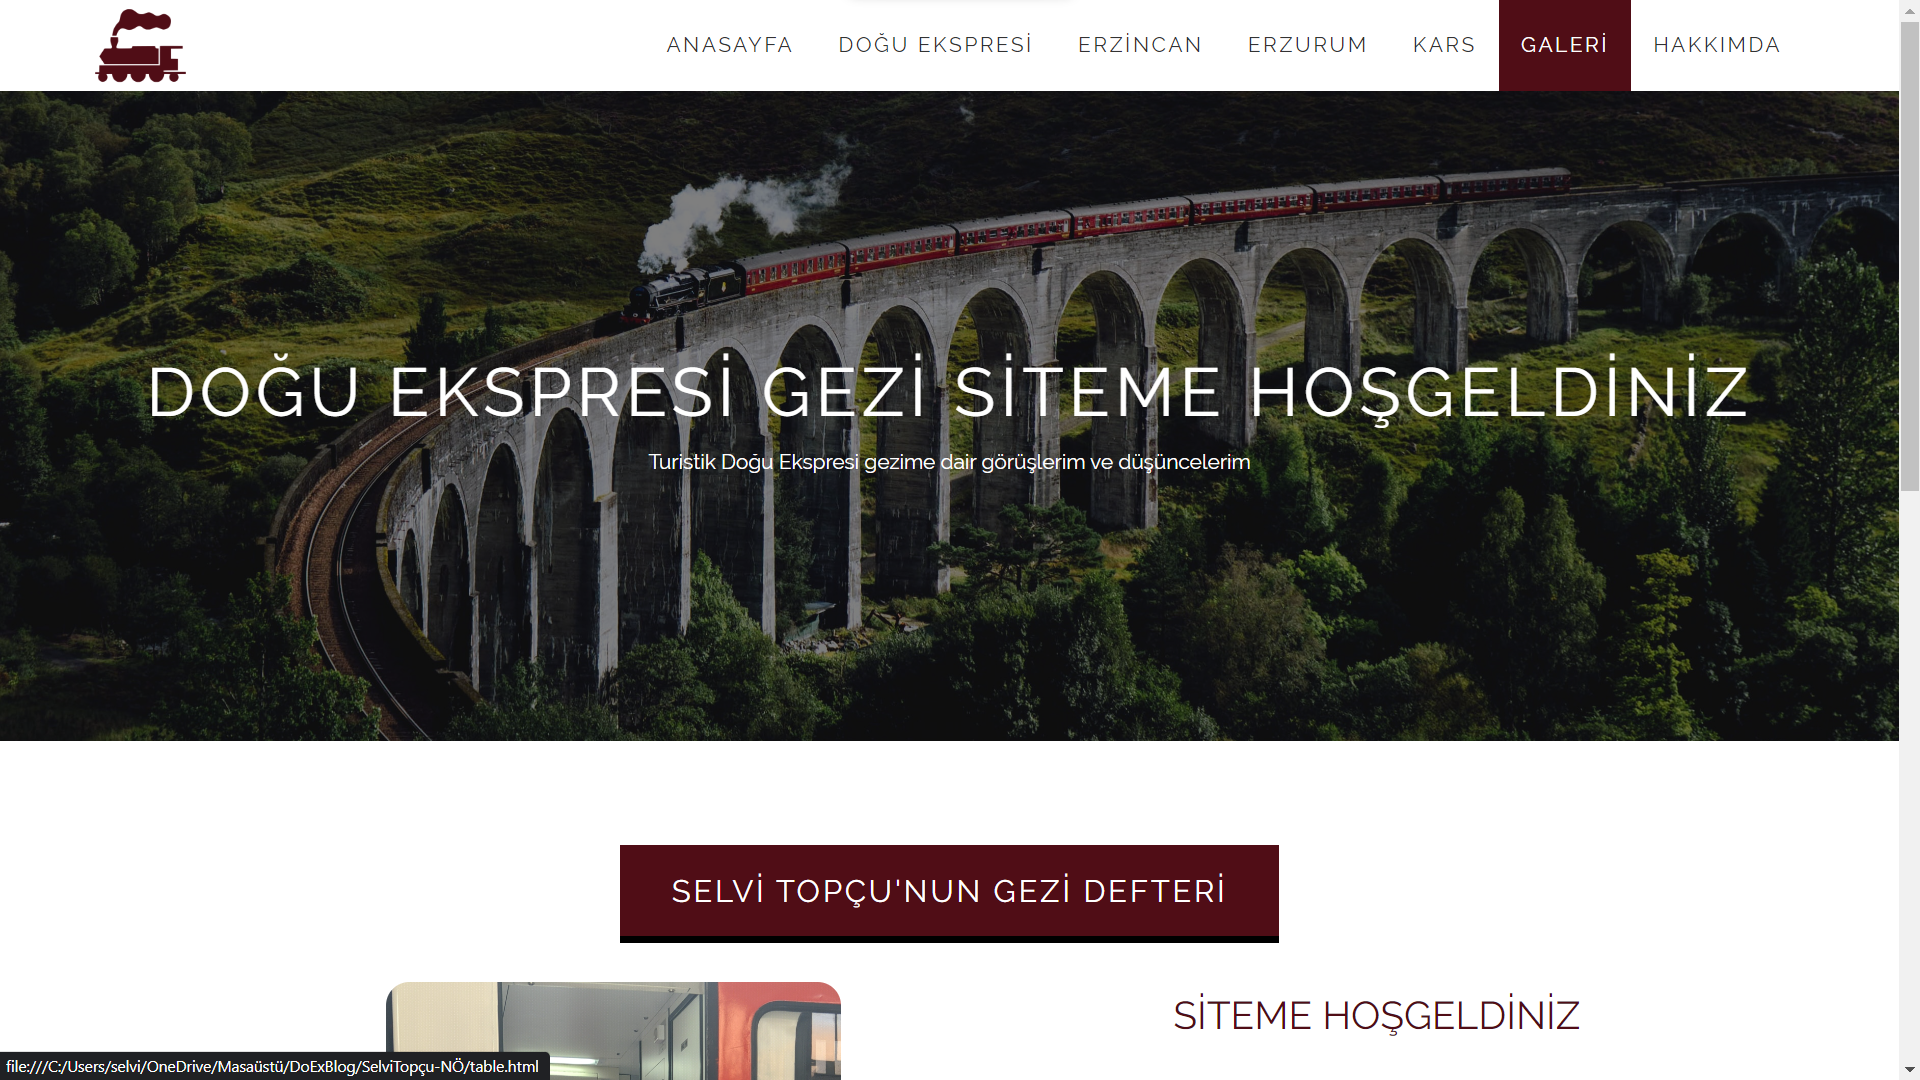 ANASAYFA DOĞU EKSPRESİ ERZİNCAN ERZURUM KARS GALERİ HAKKIMDA
DOĞU EKSPRESİ GEZİ SİTEME HOŞGELDİNİZ
Turistik Doğu Ekspresi gezime dair görüşlerim ve düşüncelerim
SELVİ TOPÇU'NUN GEZİ DEFTERİ
SİTEME HOŞGELDİNİZ
file:///C:/Users/selvi/OneDrive/Masaüstü/DoExBlog/SelviTopçu-NÖ/table.html